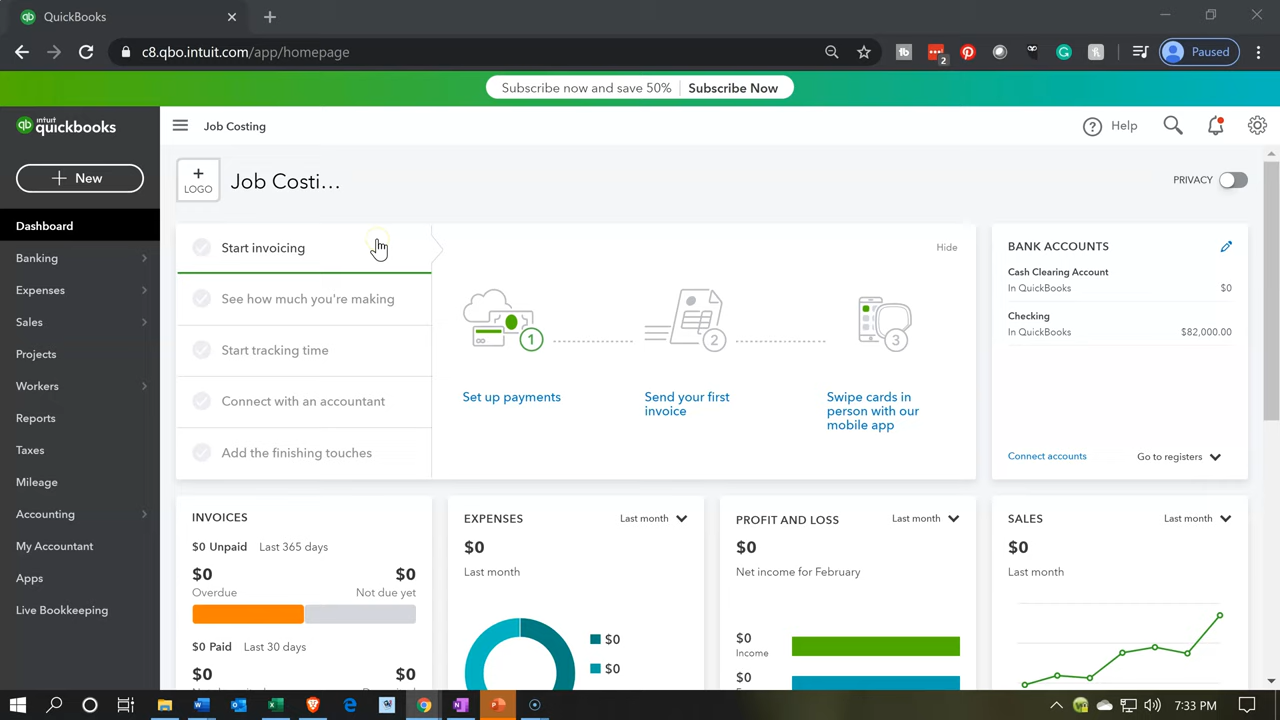 QuickBooks
c8.qbo.intuit.com/app/homepage
2
Paused
Subscribe now and save 50% Subscribe Now
qb intuit quickbooks
Job Costing
Help
New
+ LOGO
Job Costi...
PRIVACY
Dashboard
Banking
Expenses
Sales
Projects
Workers
Reports
Taxes
Mileage
Accounting
My Accountant
Apps
Live Bookkeeping
Start invoicing
See how much you're making
Start tracking time
Connect with an accountant
Add the finishing touches
Hide
1
2
3
Set up payments
Send your first
invoice
Swipe cards in
person with our
mobile app
BANK ACCOUNTS
Cash Clearing Account
In QuickBooks $0
Checking
In QuickBooks $82,000.00
Connect accounts Go to registers
INVOICES
$0 Unpaid Last 365 days
$0 $0
Overdue Not due yet
$0 Paid Last 30 days
$0 $0
EXPENSES Last month
$0
Last month
$0
$0
PROFIT AND LOSS Last month
$0
Net income for February
$0
Income
$0
SALES Last month
$0
Last month
7:33 PM